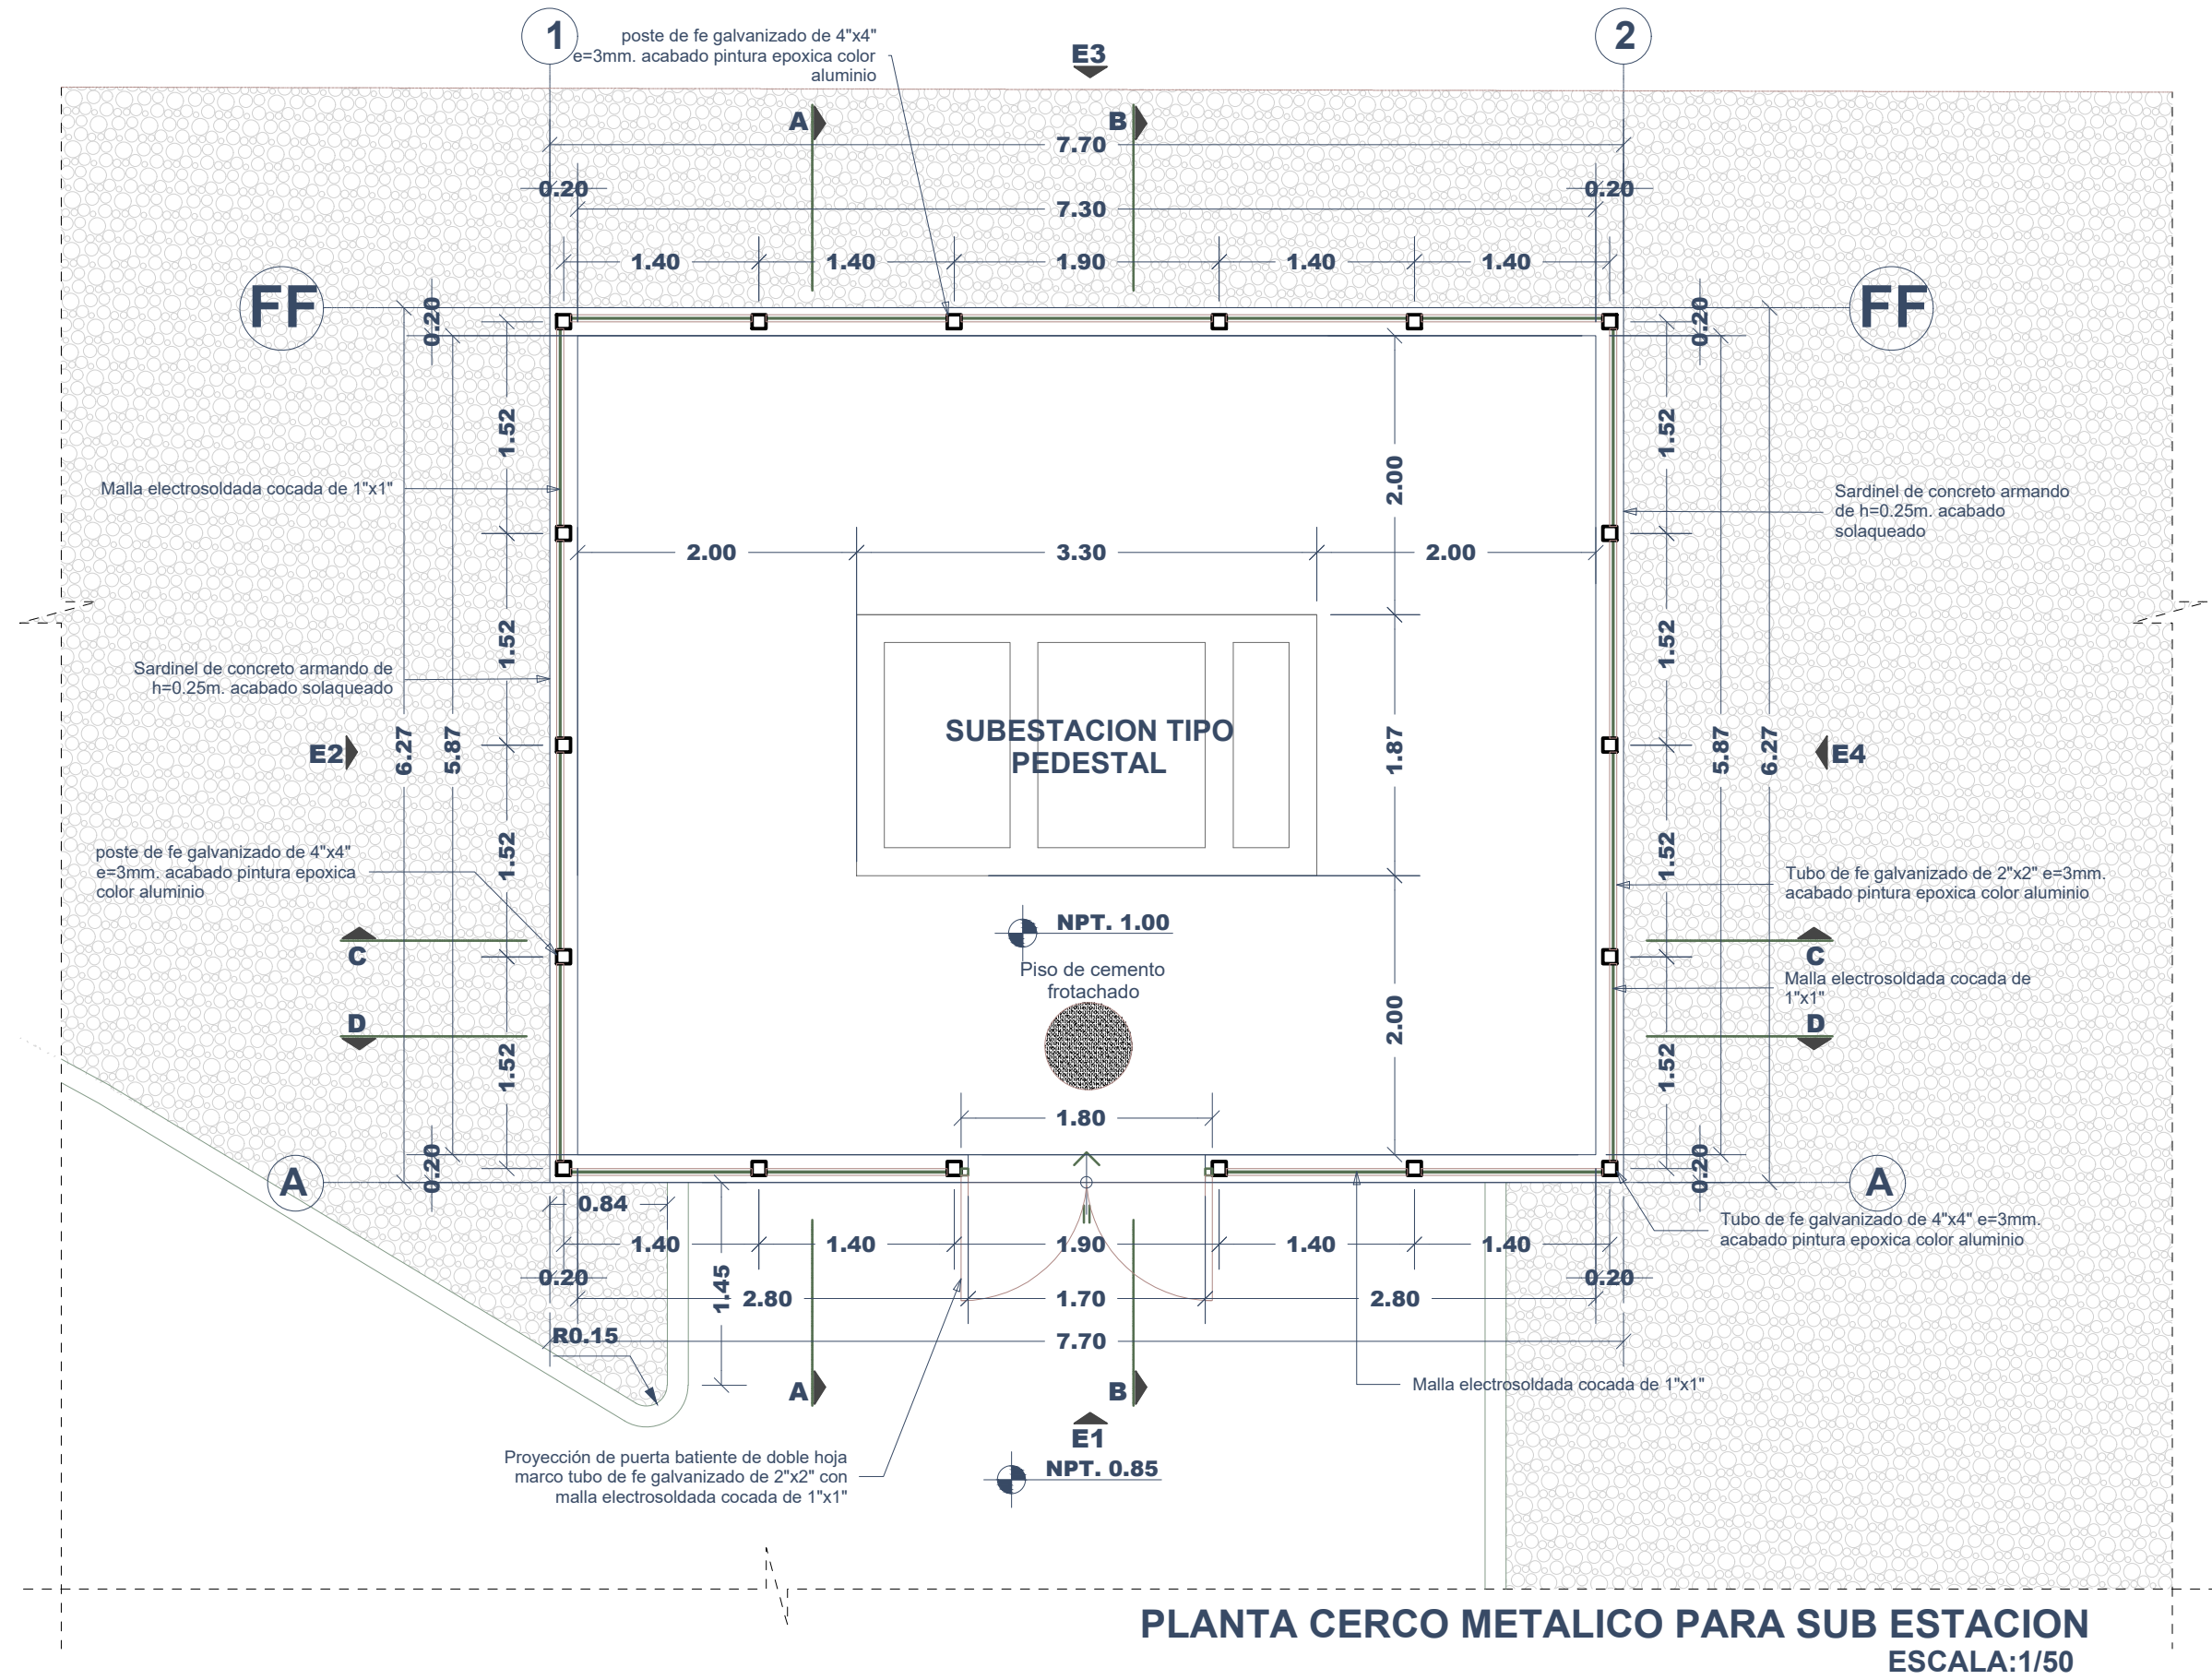 1
2
poste de fe galvanizado de 4"x4"
e=3mm. acabado pintura epoxica color
aluminio
E3
A
B
7.70
0.20
0.20
7.30
1.40
1.40
1.90
1.40
1.40
FF
FF
0.20
0.20
1.52
1.52
2.00
Malla electrosoldada cocada de 1"x1"
Sardinel de concreto armando
de h=0.25m. acabado
solaqueado
2.00
3.30
2.00
1.52
1.52
Sardinel de concreto armando de
h=0.25m. acabado solaqueado
SUBESTACION TIPO
PEDESTAL
E2
6.27
5.87
1.87
5.87
6.27
E4
poste de fe galvanizado de 4"x4"
e=3mm. acabado pintura epoxica
color aluminio
1.52
1.52
Tubo de fe galvanizado de 2"x2" e=3mm.
acabado pintura epoxica color aluminio
NPT. 1.00
C
C
Piso de cemento
frotachado
Malla electrosoldada cocada de
1"x1"
D
D
2.00
1.52
1.52
1.80
0.20
0.20
A
A
0.84
Tubo de fe galvanizado de 4"x4" e=3mm.
acabado pintura epoxica color aluminio
1.40
1.40
1.90
1.40
1.40
0.20
0.20
1.45
2.80
1.70
2.80
R0.15
7.70
A
B
Malla electrosoldada cocada de 1"x1"
E1
Proyección de puerta batiente de doble hoja
marco tubo de fe galvanizado de 2"x2" con
malla electrosoldada cocada de 1"x1"
NPT. 0.85
PLANTA CERCO METALICO PARA SUB ESTACION
ESCALA:1/50